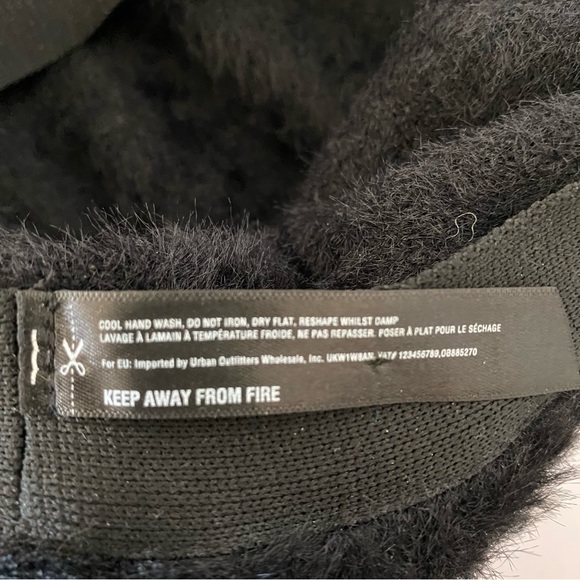 COOL HAND WASH, DO NOT IRON, DRY FLAT, RESHAPE WHILST DAMP
LAVAGE À LAMAIN À TEMPÉRATURE FROIDE, NE PAS REPASSER. POSER À PLAT POUR LE SÉCHAGE
For EU: Imported by Urban Outfitters Wholesale, Inc. UKW1W8AN. VAT# 123456789,GB885270
KEEP AWAY FROM FIRE